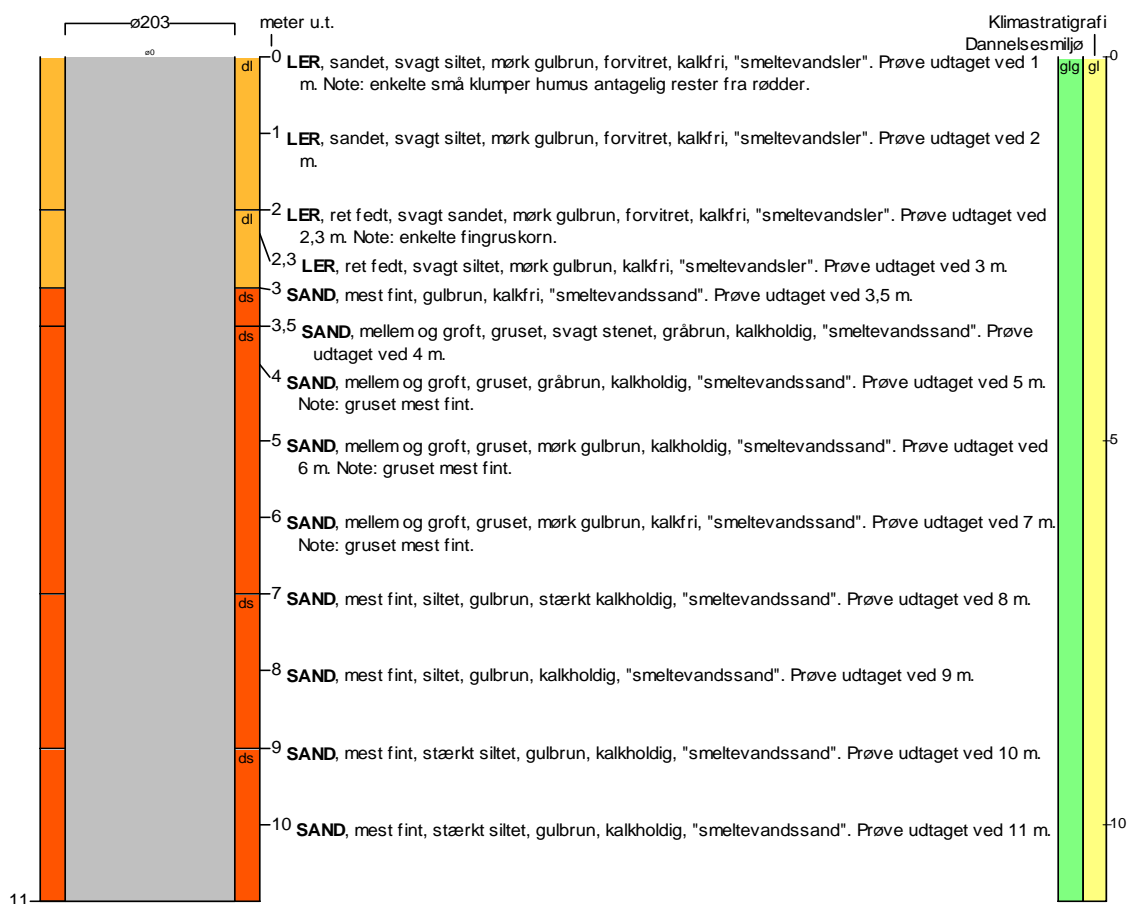 ø203 meter u.t. Klimastratigrafi
Dannelsesmiljø
ø0
0 LER, sandet, svagt siltet, mørk gulbrun, forvitret, kalkfri, "smeltevandsler". Prøve udtaget ved 1 0
dl m. Note: enkelte små klumper humus antagelig rester fra rødder. glg gl
1 LER, sandet, svagt siltet, mørk gulbrun, forvitret, kalkfri, "smeltevandsler". Prøve udtaget ved 2
m.
2 LER, ret fedt, svagt sandet, mørk gulbrun, forvitret, kalkfri, "smeltevandsler". Prøve udtaget ved
dl 2,3 m. Note: enkelte fingruskorn.
2,3 LER, ret fedt, svagt siltet, mørk gulbrun, kalkfri, "smeltevandsler". Prøve udtaget ved 3 m.
ds 3 SAND, mest fint, gulbrun, kalkfri, "smeltevandssand". Prøve udtaget ved 3,5 m.
ds 3,5 SAND, mellem og groft, gruset, svagt stenet, gråbrun, kalkholdig, "smeltevandssand". Prøve
udtaget ved 4 m.
4 SAND, mellem og groft, gruset, gråbrun, kalkholdig, "smeltevandssand". Prøve udtaget ved 5 m.
Note: gruset mest fint.
5 SAND, mellem og groft, gruset, mørk gulbrun, kalkholdig, "smeltevandssand". Prøve udtaget ved 5
6 m. Note: gruset mest fint.
6 SAND, mellem og groft, gruset, mørk gulbrun, kalkfri, "smeltevandssand". Prøve udtaget ved 7 m.
Note: gruset mest fint.
ds 7 SAND, mest fint, siltet, gulbrun, stærkt kalkholdig, "smeltevandssand". Prøve udtaget ved 8 m.
8 SAND, mest fint, siltet, gulbrun, kalkholdig, "smeltevandssand". Prøve udtaget ved 9 m.
ds 9 SAND, mest fint, stærkt siltet, gulbrun, kalkholdig, "smeltevandssand". Prøve udtaget ved 10 m.
10 SAND, mest fint, stærkt siltet, gulbrun, kalkholdig, "smeltevandssand". Prøve udtaget ved 11 m. 10
11